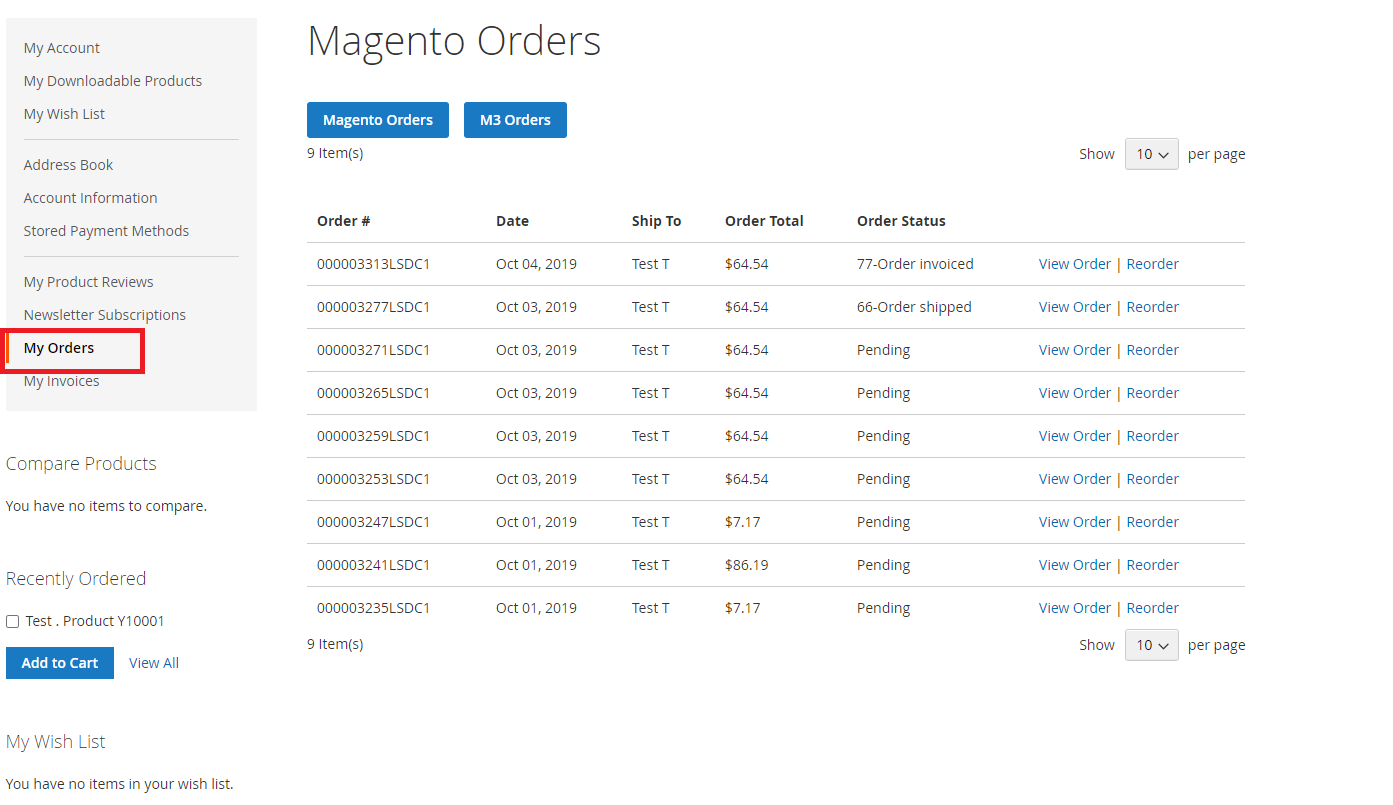 My Account
My Downloadable Products
My Wish List
Address Book
Account Information
Stored Payment Methods
My Product Reviews
Newsletter Subscriptions
My Orders
My Invoices
Compare Products
You have no items to compare.
Recently Ordered
Test . Product Y10001
Add to Cart View All
My Wish List
You have no items in your wish list.
Magento Orders
Magento Orders M3 Orders
9 Item(s) Show 10 per page
Order # Date Ship To Order Total Order Status
000003313LSDC1 Oct 04, 2019 Test T $64.54 77-Order invoiced View Order | Reorder
000003277LSDC1 Oct 03, 2019 Test T $64.54 66-Order shipped View Order | Reorder
000003271LSDC1 Oct 03, 2019 Test T $64.54 Pending View Order | Reorder
000003265LSDC1 Oct 03, 2019 Test T $64.54 Pending View Order | Reorder
000003259LSDC1 Oct 03, 2019 Test T $64.54 Pending View Order | Reorder
000003253LSDC1 Oct 03, 2019 Test T $64.54 Pending View Order | Reorder
000003247LSDC1 Oct 01, 2019 Test T $7.17 Pending View Order | Reorder
000003241LSDC1 Oct 01, 2019 Test T $86.19 Pending View Order | Reorder
000003235LSDC1 Oct 01, 2019 Test T $7.17 Pending View Order | Reorder
9 Item(s) Show 10 per page